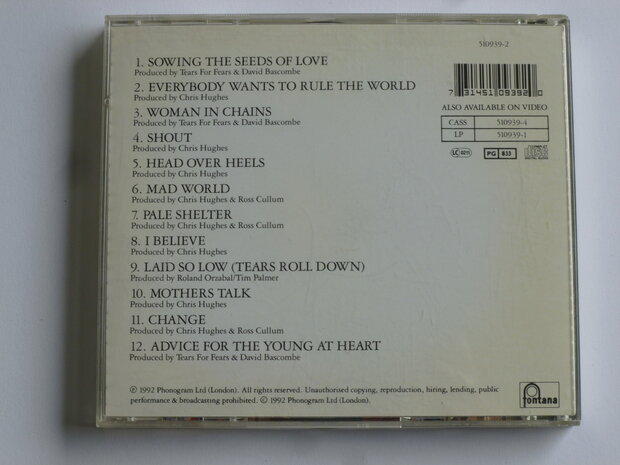 510939-2
1. SOWING THE SEEDS OF LOVE
Produced by Tears For Fears & David Bascombe
2. EVERYBODY WANTS TO RULE THE WORLD
Produced by Chris Hughes
3. WOMAN IN CHAINS
Produced by Tears For Fears & David Bascombe
4. SHOUT
Produced by Chris Hughes
5. HEAD OVER HEELS
Produced by Chris Hughes
6. MAD WORLD
Produced by Chris Hughes & Ross Cullum
7. PALE SHELTER
Produced by Chris Hughes & Ross Cullum
8. I BELIEVE
Produced by Chris Hughes
9. LAID SO LOW (TEARS ROLL DOWN)
Produced by Roland Orzabal/Tim Palmer
10. MOTHERS TALK
Produced by Chris Hughes
11. CHANGE
Produced by Chris Hughes & Ross Cullum
12. ADVICE FOR THE YOUNG AT HEART
Produced by Tears For Fears & David Bascombe
7 31451 09392 0
ALSO AVAILABLE ON VIDEO
CASS 510939-4
LP 510939-1
LC 0211 PG 833 COMPACT disc DIGITAL AUDIO
℗ 1992 Phonogram Ltd (London). All rights reserved. Unauthorised copying, reproduction, hiring, lending, public
performance & broadcasting prohibited. © 1992 Phonogram Ltd (London).
fontana